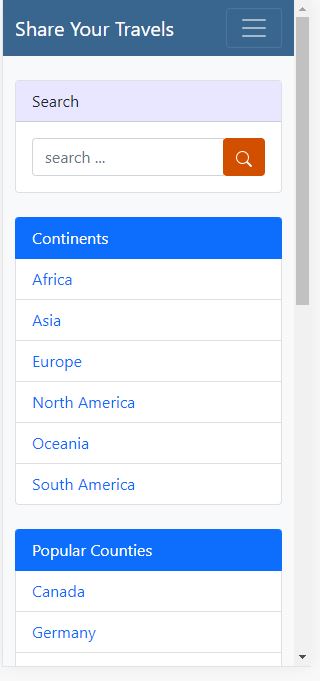 Share Your Travels
Search
search ...
Continents
Africa
Asia
Europe
North America
Oceania
South America
Popular Counties
Canada
Germany